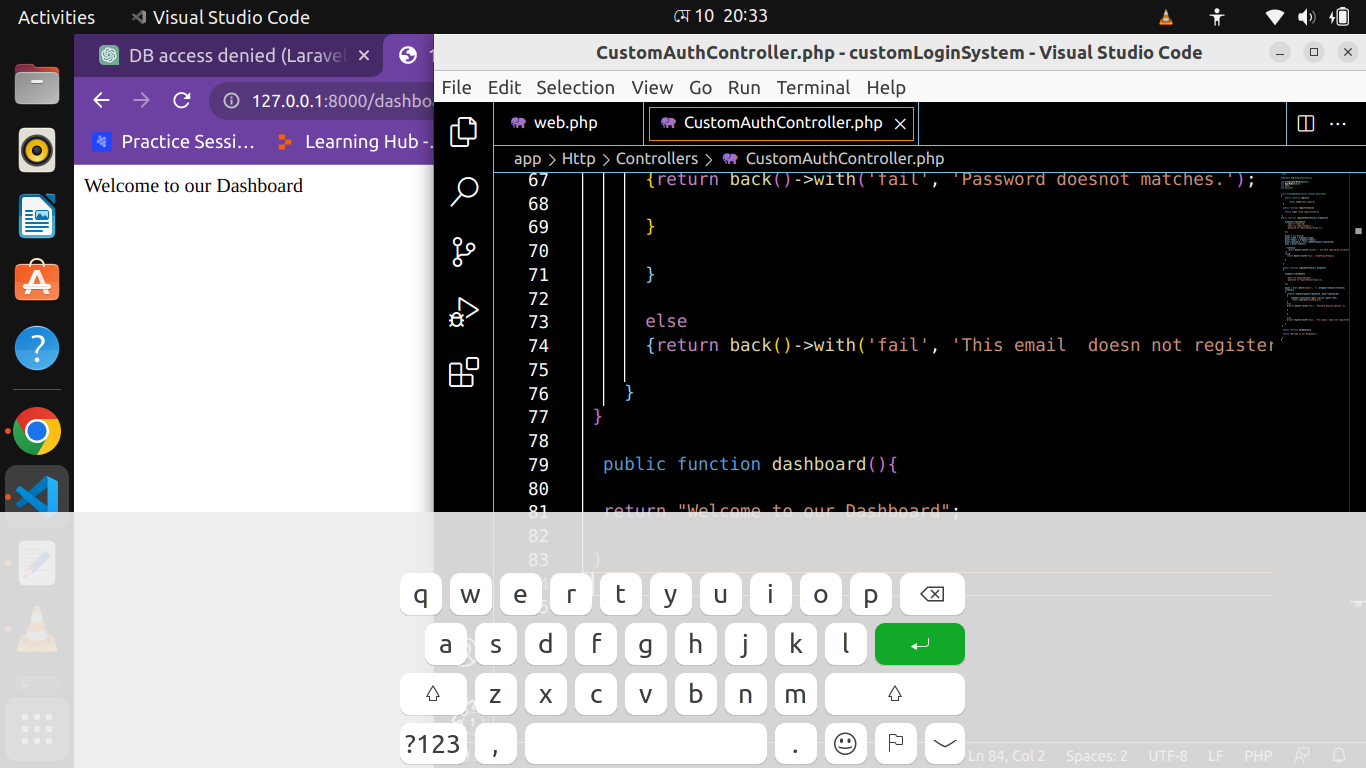 Activities
Visual Studio Code
মে 10 20:33
DB access denied (Laravel
127.0.0.1:8000/dashbo
Practice Sessi...
Learning Hub -.
Welcome to our Dashboard
CustomAuthController.php - customLoginSystem - Visual Studio Code
File Edit Selection View Go Run Terminal Help
web.php
CustomAuthController.php
app > Http > Controllers > CustomAuthController.php
67 {return back()->with('fail', 'Password doesnot matches.');
68
69 }
70
71 }
72
73 else
74 {return back()->with('fail', 'This email  doesn not register
75
76 }
77 }
78
79 public function dashboard(){
80
81 return "Welcome to our Dashboard";
82
83 }
q w e r t y u i o p
a s d f g h j k l
z x c v b n m
?123 , .
Ln 84, Col 2 Spaces: 2 UTF-8 LF PHP